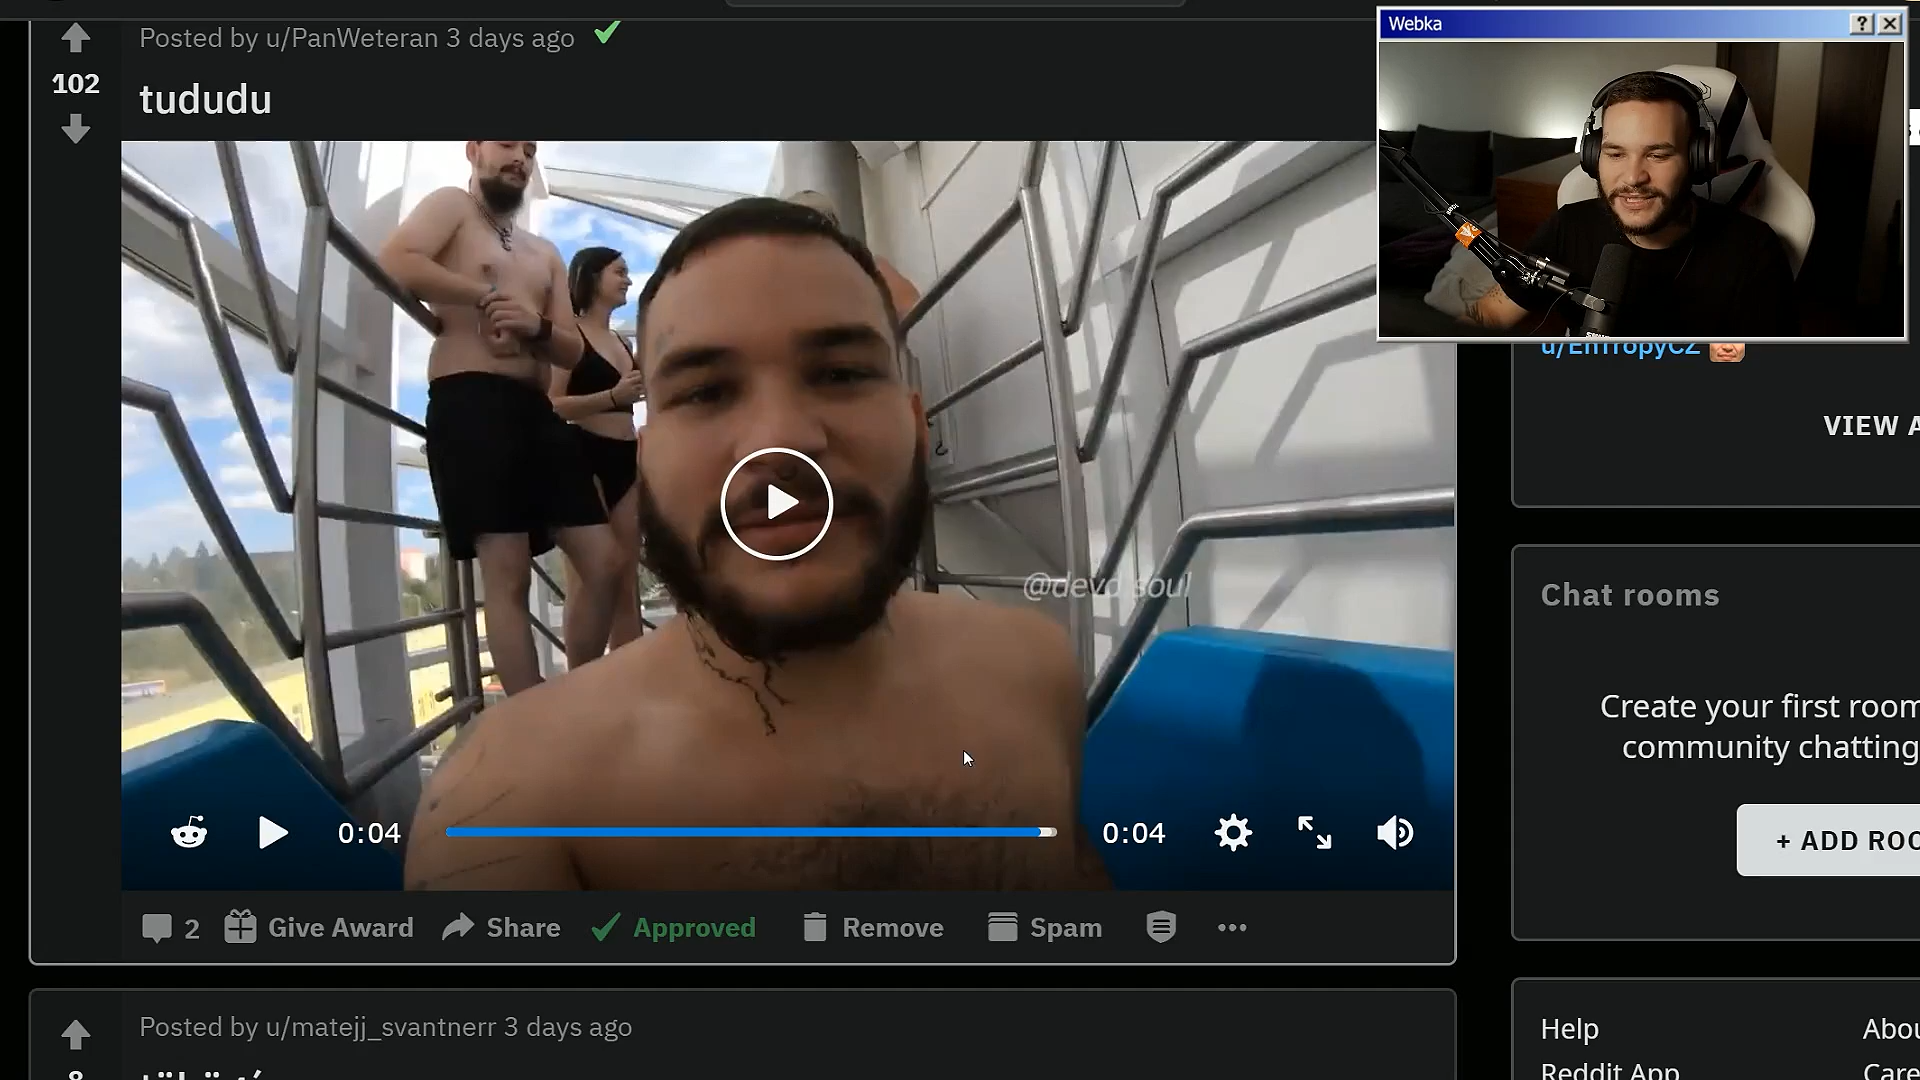 Posted by u/PanWeteran 3 days ago
102
tududu
Webka
u/EntropyCZ
VIEW A
@devd soul
Chat rooms
Create your first room
community chatting
0:04
0:04
+ ADD ROO
2
Give Award
Share
Approved
Remove
Spam
Posted by u/matejj_svantnerr 3 days ago
Help
Abou
Reddit App
Care